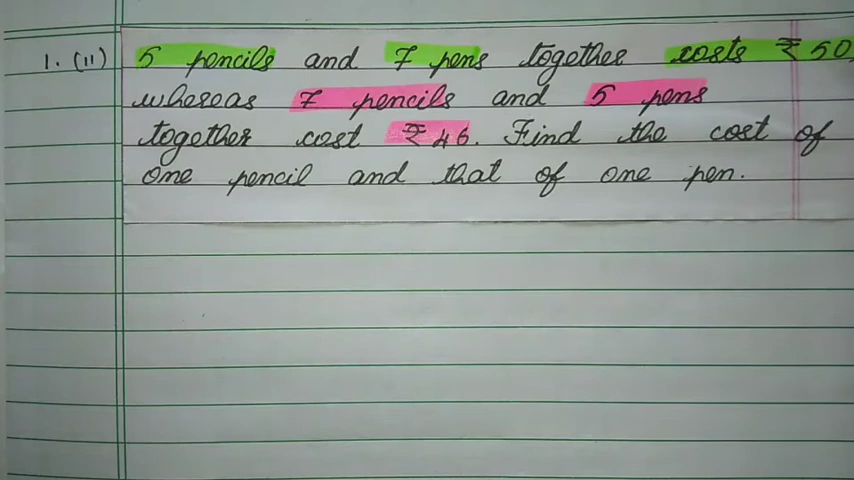 1. (11) 5 pencils and 7 pens together costs ₹ 50,
whereas 7 pencils and 5 pens
together cost ₹ 46. Find the cost of
one pencil and that of one pen.